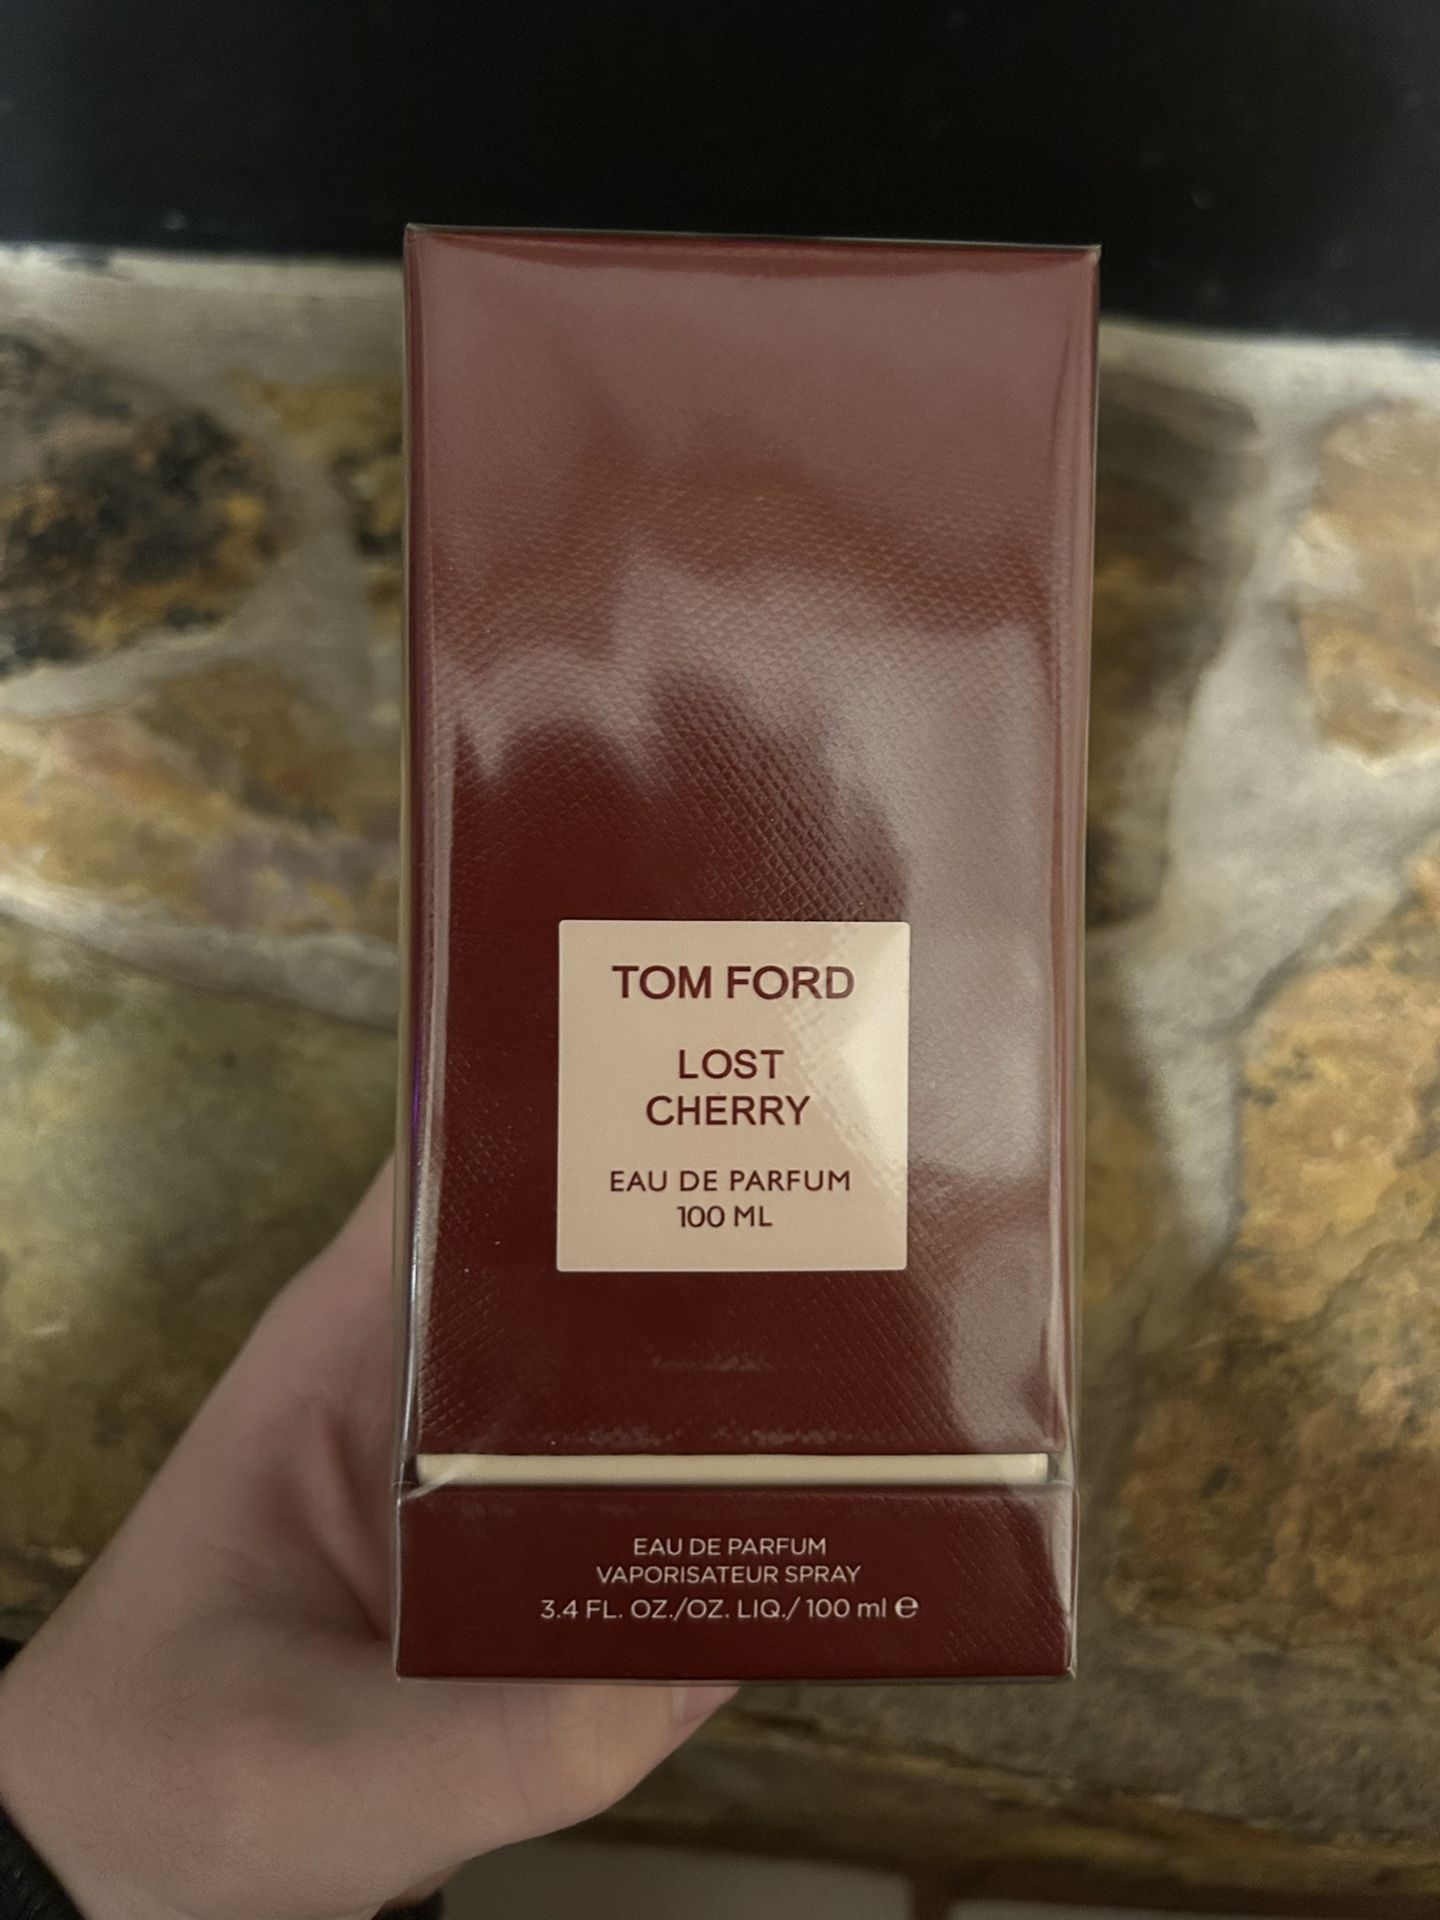 TOM FORD
LOST
CHERRY
EAU DE PARFUM
100 ML
EAU DE PARFUM
VAPORISATEUR SPRAY
3.4 FL. OZ./OZ. LIQ./ 100 ml ℮